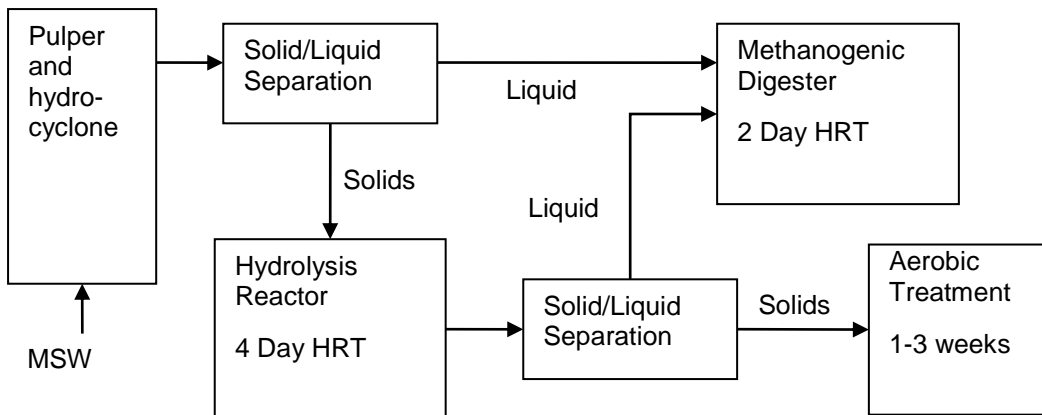 Pulper
and
hydro-
cyclone
Solid/Liquid
Separation
Liquid
Methanogenic
Digester
2 Day HRT
Solids
Liquid
Hydrolysis
Reactor
4 Day HRT
Solid/Liquid
Separation
Solids
Aerobic
Treatment
1-3 weeks
MSW